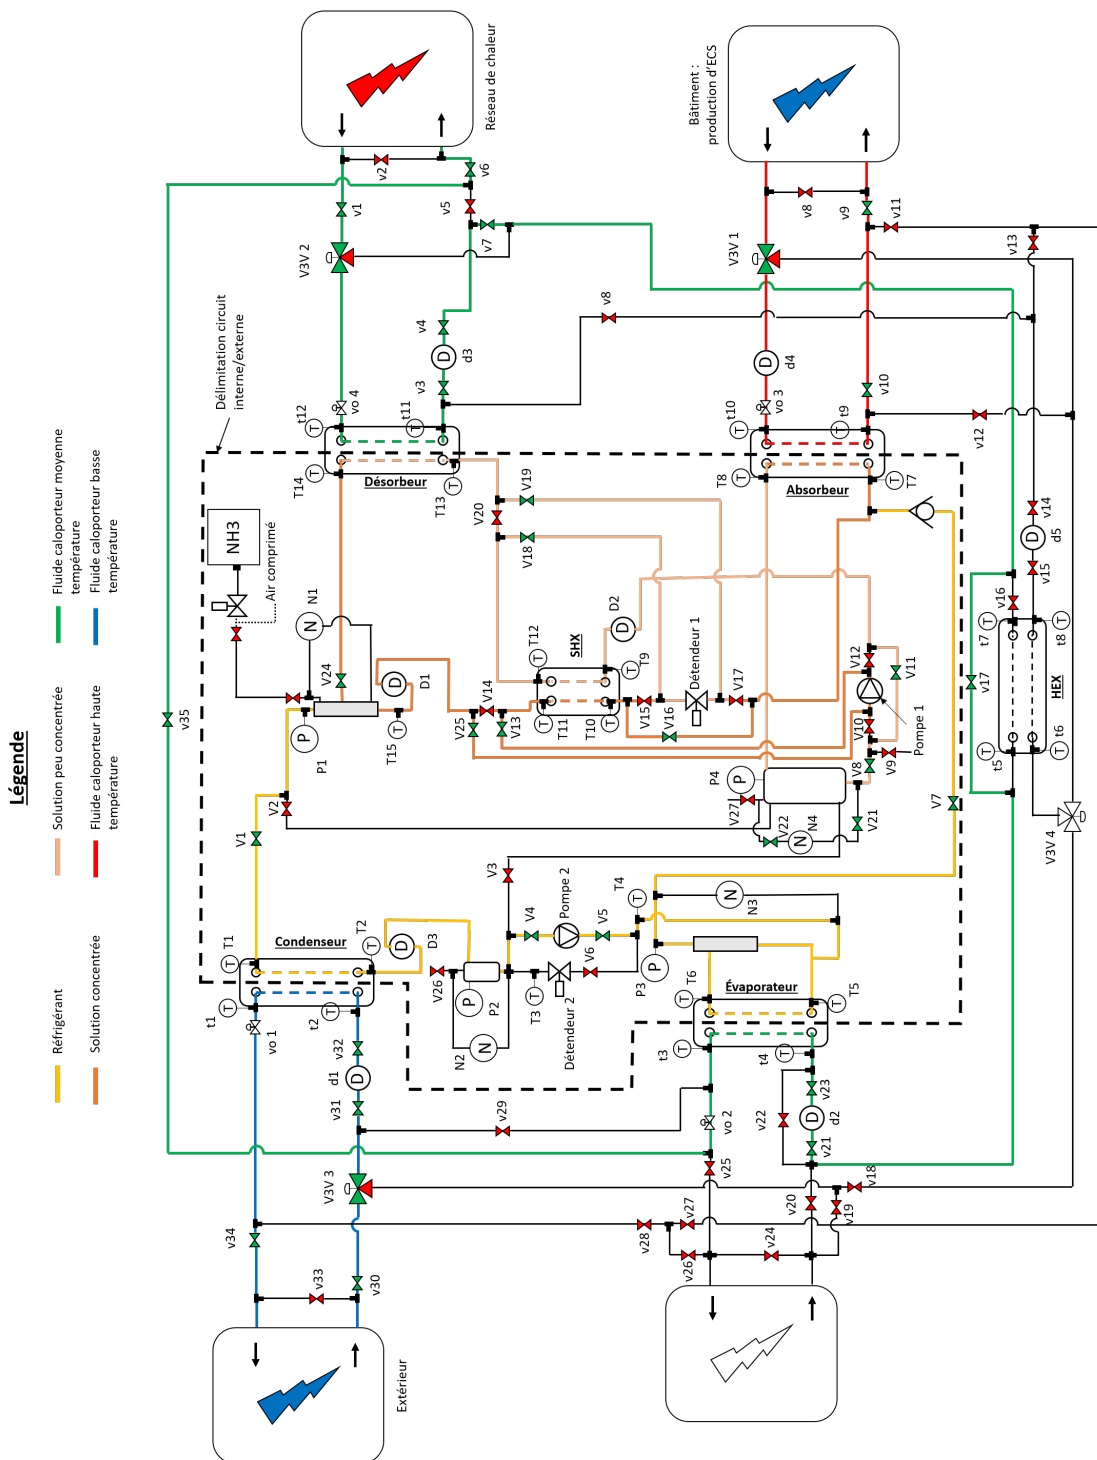 Légende
Réfrigérant
Solution concentrée
Solution peu concentrée
Fluide caloporteur haute
température
Fluide caloporteur moyenne
température
Fluide caloporteur basse
température
Délimitation circuit
interne/externe
Réseau de chaleur
Bâtiment :
production d'ECS
v35
v1
v2
v5
v6
v7
V3V 2
v4
d3
D
v3
vo 4
t12
t11
T
T
T14
T13
T
T
Désorbeur
v8
v9
v8
v11
v13
V3V 1
d4
D
vo 3
v10
t10
t9
T
T
v12
T8
T7
T
T
Absorbeur
NH3
Air comprimé
N1
N
V24
D1
D
P1
P
T15
T
V19
V20
V18
D2
D
T12
T
SHX
T9
T
T11
T
T10
T
V14
V25
V13
Détendeur 1
V15
V16
V17
V12
V11
V10
V8
V9
Pompe 1
P4
P
V27
V22
N4
N
V21
V7
v14
d5
D
v15
v16
t7
T
t8
T
v17
HEX
t5
T
t6
T
V3V 4
V1
V2
V3
V4
Pompe 2
V5
T4
T
N3
N
T1
T
Condenseur
T2
T
D3
D
V26
P2
P
N2
N
T3
T
Détendeur 2
V6
P3
P
T6
T
Évaporateur
T5
T
t1
T
t2
T
vo 1
v32
d1
D
v31
v29
t3
T
t4
T
vo 2
v22
v23
d2
D
v21
v25
V3V 3
v34
v33
v30
v28
v27
v26
v24
v20
v19
v18
Extérieur